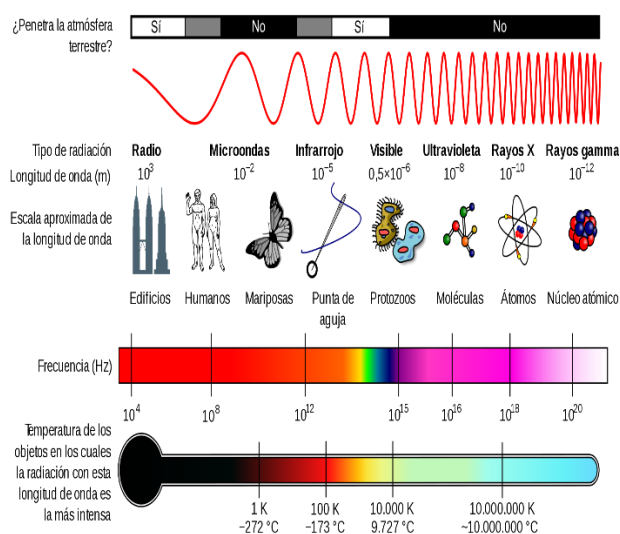 ¿Penetra la atmósfera
terrestre?
Sí
No
Sí
No
Tipo de radiación
Radio
Microondas
Infrarrojo
Visible
Ultravioleta
Rayos X
Rayos gamma
Longitud de onda (m)
10³
10⁻²
10⁻⁵
0,5×10⁻⁶
10⁻⁸
10⁻¹⁰
10⁻¹²
Escala aproximada de
la longitud de onda
Edificios
Humanos
Mariposas
Punta de
aguja
Protozoos
Moléculas
Átomos
Núcleo atómico
Frecuencia (Hz)
10⁴
10⁸
10¹²
10¹⁵
10¹⁶
10¹⁸
10²⁰
Temperatura de los
objetos en los cuales
la radiación con esta
longitud de onda es
la más intensa
1 K
−272 °C
100 K
−173 °C
10.000 K
9.727 °C
10.000.000 K
~10.000.000 °C